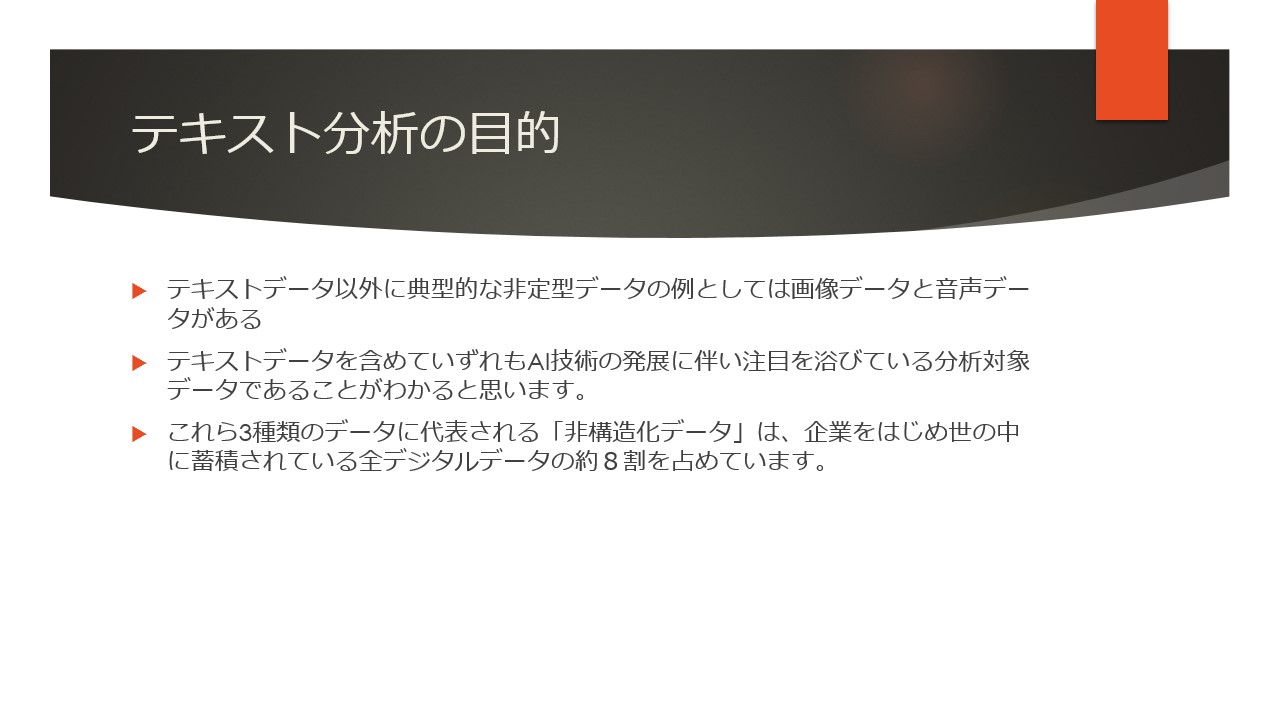 テキスト分析の目的
テキストデータ以外に典型的な非定型データの例としては画像データと音声デー
タがある
テキストデータを含めていずれもAI技術の発展に伴い注目を浴びている分析対象
データであることがわかると思います。
これら3種類のデータに代表される「非構造化データ」は、企業をはじめ世の中
に蓄積されている全デジタルデータの約８割を占めています。